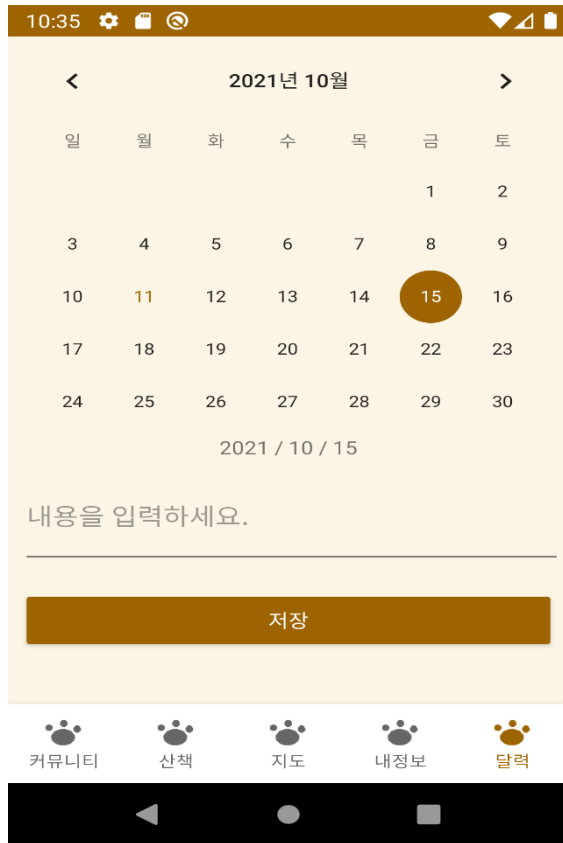 10:35
2021년 10월
일 월 화 수 목 금 토
1 2
3 4 5 6 7 8 9
10 11 12 13 14 15 16
17 18 19 20 21 22 23
24 25 26 27 28 29 30
2021 / 10 / 15
내용을 입력하세요.
저장
커뮤니티 산책 지도 내정보 달력